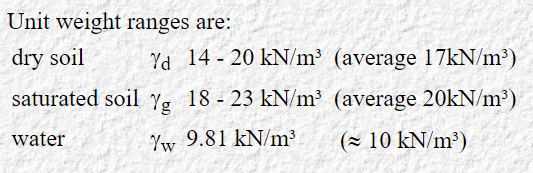 Unit weight ranges are:
dry soil γd 14 - 20 kN/m³ (average 17kN/m³)
saturated soil γg 18 - 23 kN/m³ (average 20kN/m³)
water γw 9.81 kN/m³ (≈ 10 kN/m³)